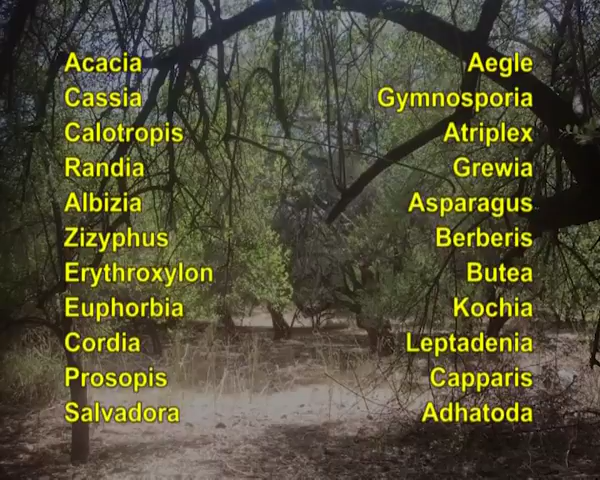 Acacia
Cassia
Calotropis
Randia
Albizia
Zizyphus
Erythroxylon
Euphorbia
Cordia
Prosopis
Salvadora
Aegle
Gymnosporia
Atriplex
Grewia
Asparagus
Berberis
Butea
Kochia
Leptadenia
Capparis
Adhatoda